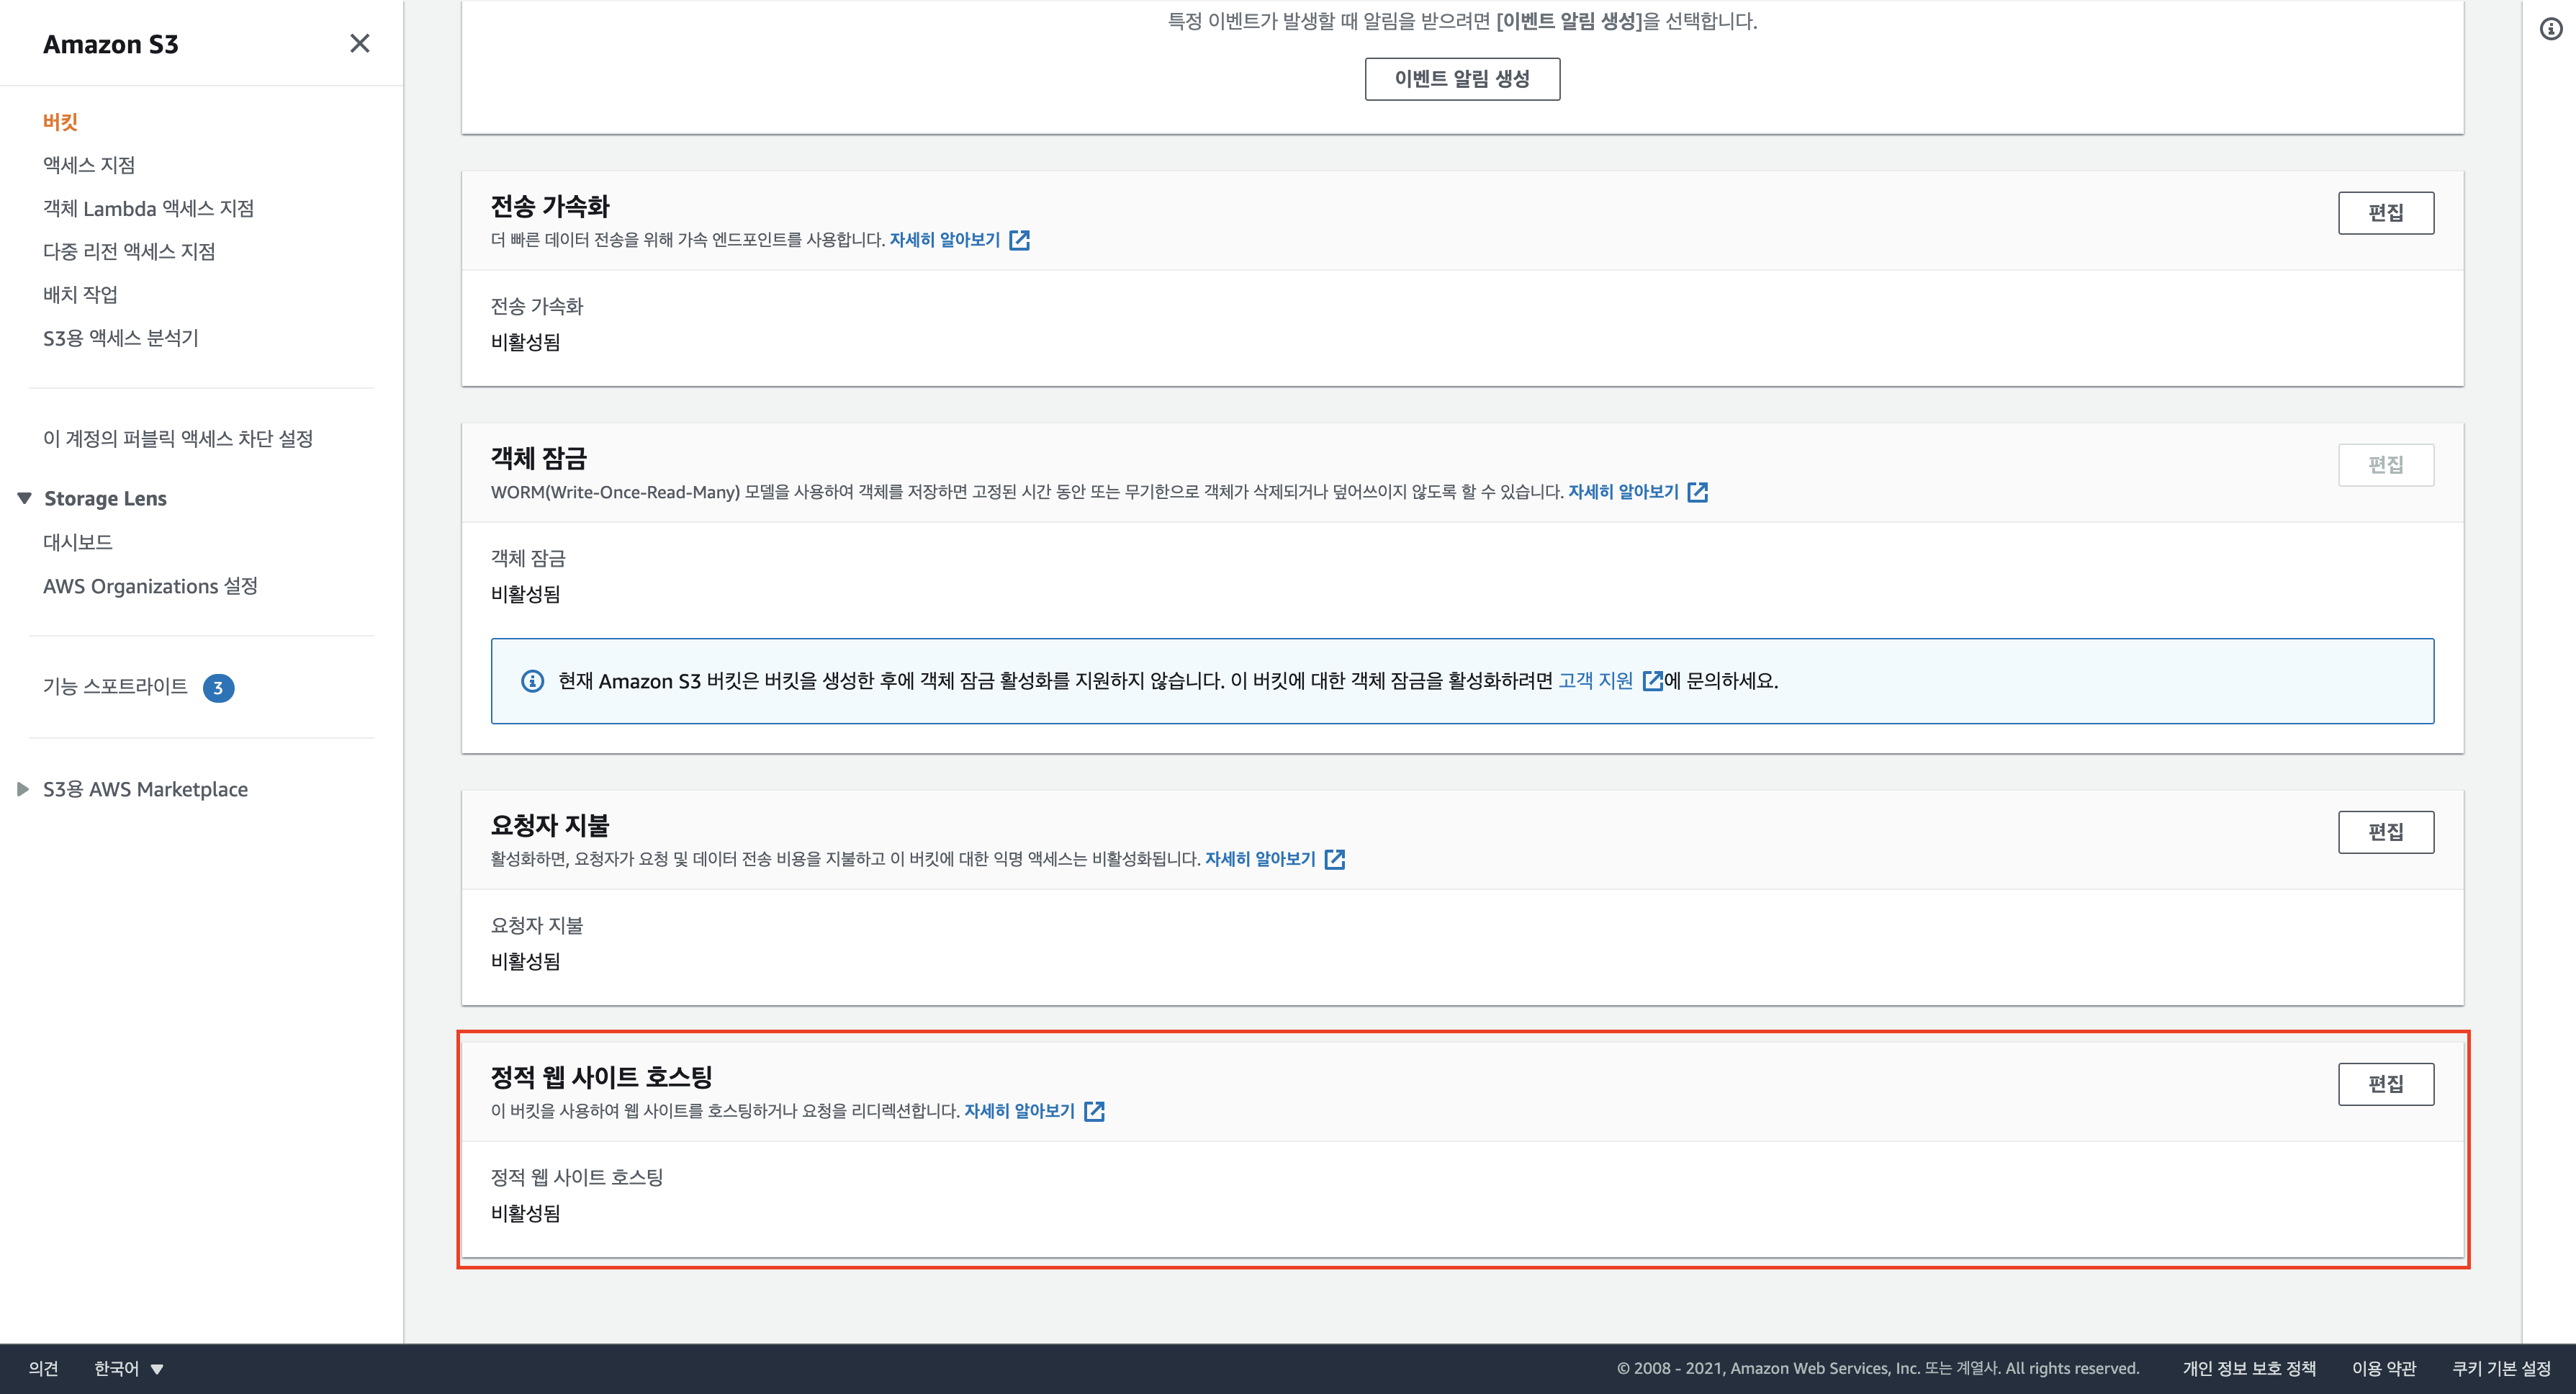 Amazon S3
버킷
액세스 지점
객체 Lambda 액세스 지점
다중 리전 액세스 지점
배치 작업
S3용 액세스 분석기
이 계정의 퍼블릭 액세스 차단 설정
Storage Lens
대시보드
AWS Organizations 설정
기능 스포트라이트 3
S3용 AWS Marketplace
특정 이벤트가 발생할 때 알림을 받으려면 [이벤트 알림 생성]을 선택합니다.
이벤트 알림 생성
전송 가속화
편집
더 빠른 데이터 전송을 위해 가속 엔드포인트를 사용합니다. 자세히 알아보기
전송 가속화
비활성됨
객체 잠금
편집
WORM(Write-Once-Read-Many) 모델을 사용하여 객체를 저장하면 고정된 시간 동안 또는 무기한으로 객체가 삭제되거나 덮어쓰이지 않도록 할 수 있습니다. 자세히 알아보기
객체 잠금
비활성됨
현재 Amazon S3 버킷은 버킷을 생성한 후에 객체 잠금 활성화를 지원하지 않습니다. 이 버킷에 대한 객체 잠금을 활성화하려면 고객 지원 에 문의하세요.
요청자 지불
편집
활성화하면, 요청자가 요청 및 데이터 전송 비용을 지불하고 이 버킷에 대한 익명 액세스는 비활성화됩니다. 자세히 알아보기
요청자 지불
비활성됨
정적 웹 사이트 호스팅
편집
이 버킷을 사용하여 웹 사이트를 호스팅하거나 요청을 리디렉션합니다. 자세히 알아보기
정적 웹 사이트 호스팅
비활성됨
의견 한국어 © 2008 - 2021, Amazon Web Services, Inc. 또는 계열사. All rights reserved. 개인 정보 보호 정책 이용 약관 쿠키 기본 설정